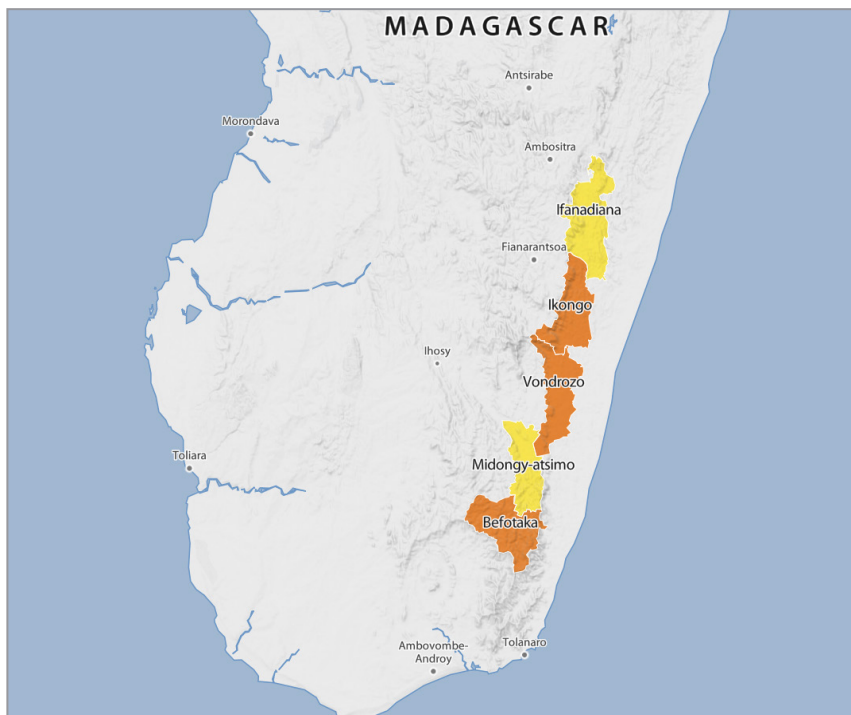 MADAGASCAR
Antsirabe
Morondava
Ambositra
Ifanadiana
Fianarantsoa
Ikongo
Ihosy
Vondrozo
Toliara
Midongy-atsimo
Befotaka
Ambovombe-
Androy
Tolanaro